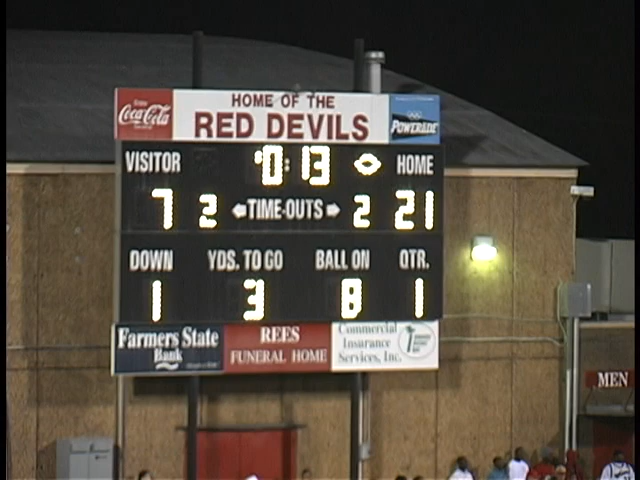 HOME OF THE
Coca-Cola
RED DEVILS
POWERADE
VISITOR 0:13 HOME
7 2 TIME-OUTS 2 21
DOWN YDS. TO GO BALL ON QTR.
1 3 8 1
Farmers State
Bank
REES
FUNERAL HOME
Commercial
Insurance
Services, Inc.
MEN